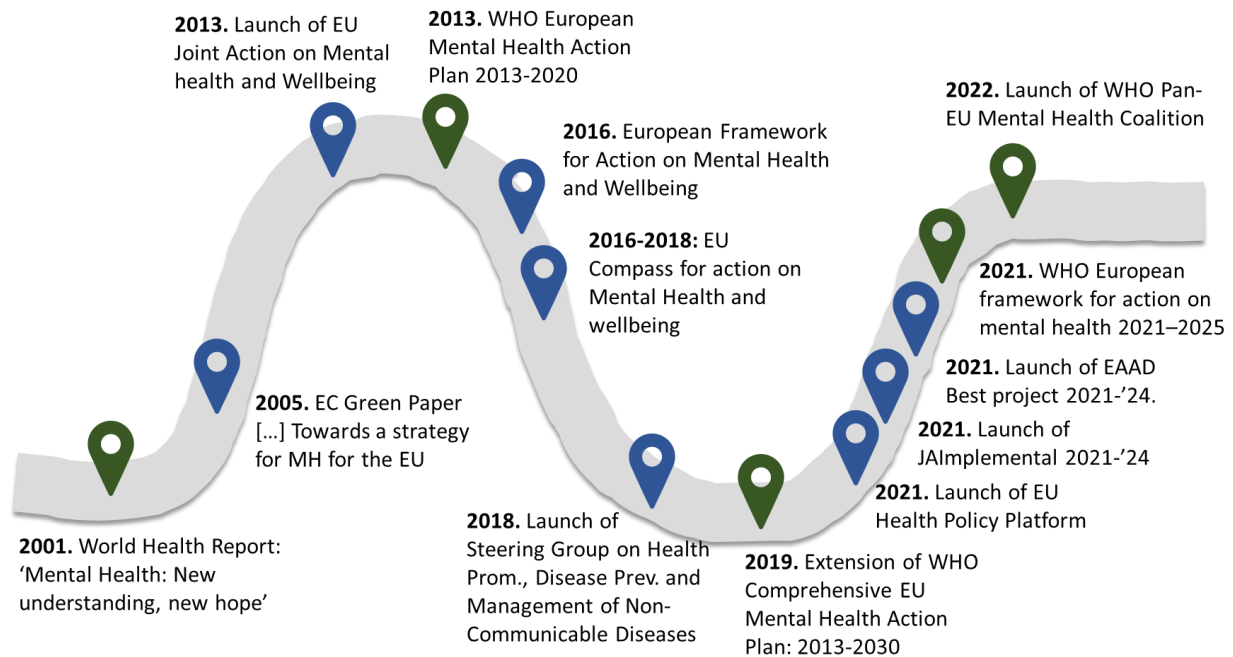 2013. Launch of EU
Joint Action on Mental
health and Wellbeing
2013. WHO European
Mental Health Action
Plan 2013-2020
2016. European Framework
for Action on Mental Health
and Wellbeing
2016-2018: EU
Compass for action on
Mental Health and
wellbeing
2022. Launch of WHO Pan-
EU Mental Health Coalition
2021. WHO European
framework for action on
mental health 2021–2025
2021. Launch of EAAD
Best project 2021-’24.
2021. Launch of
JAImplemental 2021-’24
2021. Launch of EU
Health Policy Platform
2005. EC Green Paper
[…] Towards a strategy
for MH for the EU
2001. World Health Report:
‘Mental Health: New
understanding, new hope’
2018. Launch of
Steering Group on Health
Prom., Disease Prev. and
Management of Non-
Communicable Diseases
2019. Extension of WHO
Comprehensive EU
Mental Health Action
Plan: 2013-2030